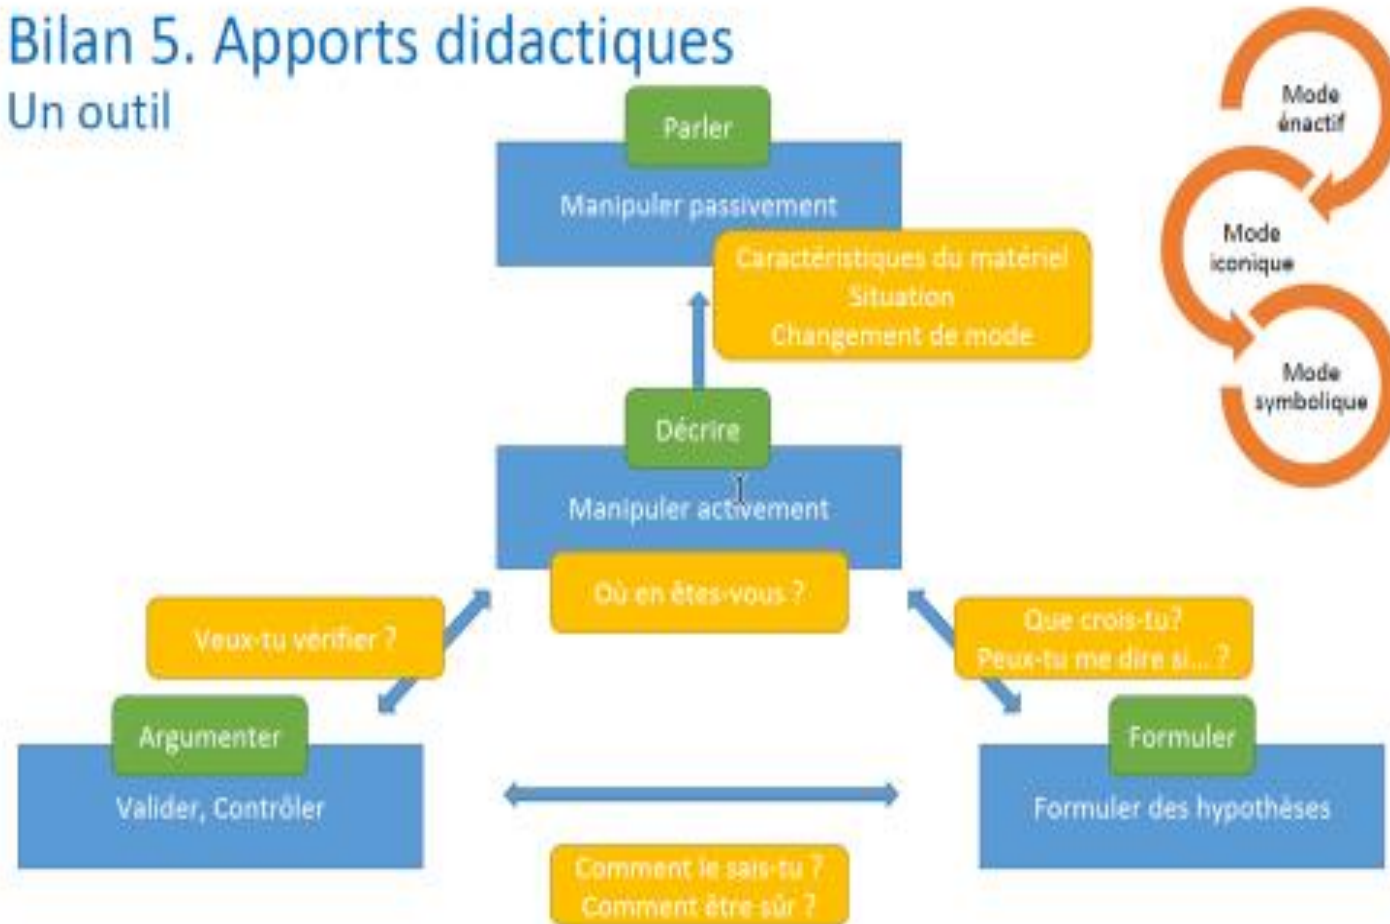 Bilan 5. Apports didactiques
Un outil
Parler
Manipuler passivement
Caractéristiques du matériel
Situation
Changement de mode
Mode
énactif
Mode
iconique
Mode
symbolique
Décrire
Manipuler activement
Où en êtes-vous ?
Veux-tu vérifier ?
Que crois-tu?
Peux-tu me dire si... ?
Argumenter
Valider, Contrôler
Formuler
Formuler des hypothèses
Comment le sais-tu ?
Comment être sûr ?